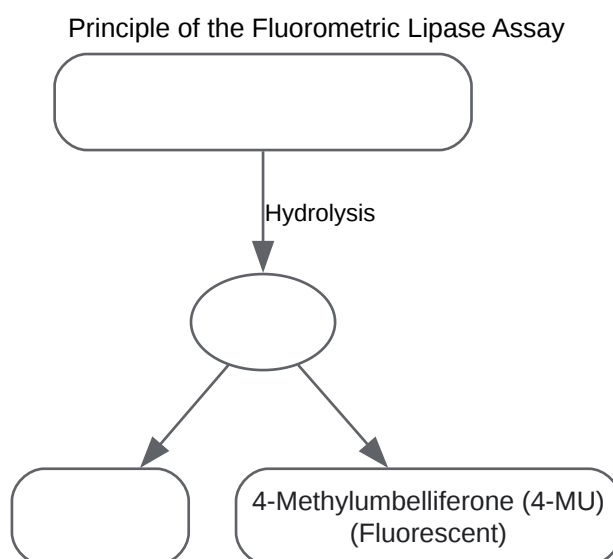 Principle of the Fluorometric Lipase Assay
Hydrolysis
4-Methylumbelliferone (4-MU)
(Fluorescent)